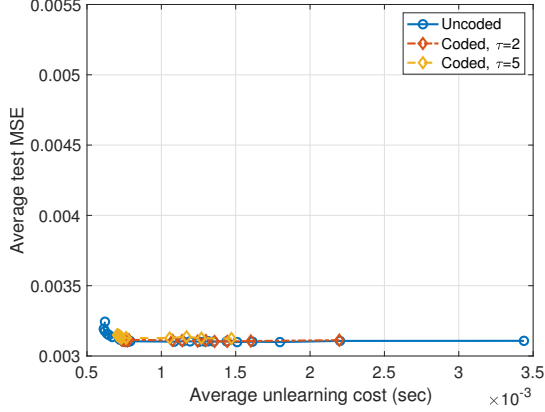 0.0055
0.005
0.0045
0.004
0.0035
0.003
Average test MSE
Uncoded
Coded, τ=2
Coded, τ=5
0.5 1 1.5 2 2.5 3 3.5
Average unlearning cost (sec)
×10⁻³